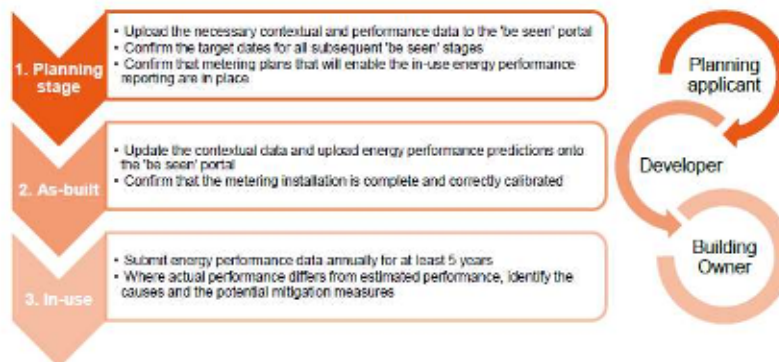 1. Planning
stage
• Upload the necessary contextual and performance data to the 'be seen' portal
• Confirm the target dates for all subsequent 'be seen' stages
• Confirm that metering plans that will enable the in-use energy performance
reporting are in place
Planning
applicant
2. As-built
• Update the contextual data and upload energy performance predictions onto
the 'be seen' portal
• Confirm that the metering installation is complete and correctly calibrated
Developer
3. In-use
• Submit energy performance data annually for at least 5 years
• Where actual performance differs from estimated performance, identify the
causes and the potential mitigation measures
Building
Owner